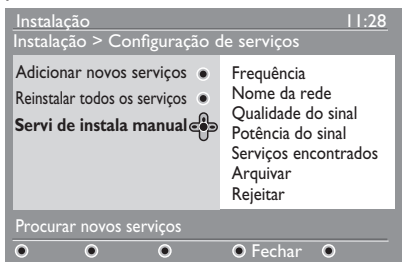 Instalação 11:28
Instalação > Configuração de serviços
Adicionar novos serviços
Reinstalar todos os serviços
Servi de instala manual
Frequência
Nome da rede
Qualidade do sinal
Potência do sinal
Serviços encontrados
Arquivar
Rejeitar
Procurar novos serviços
Fechar